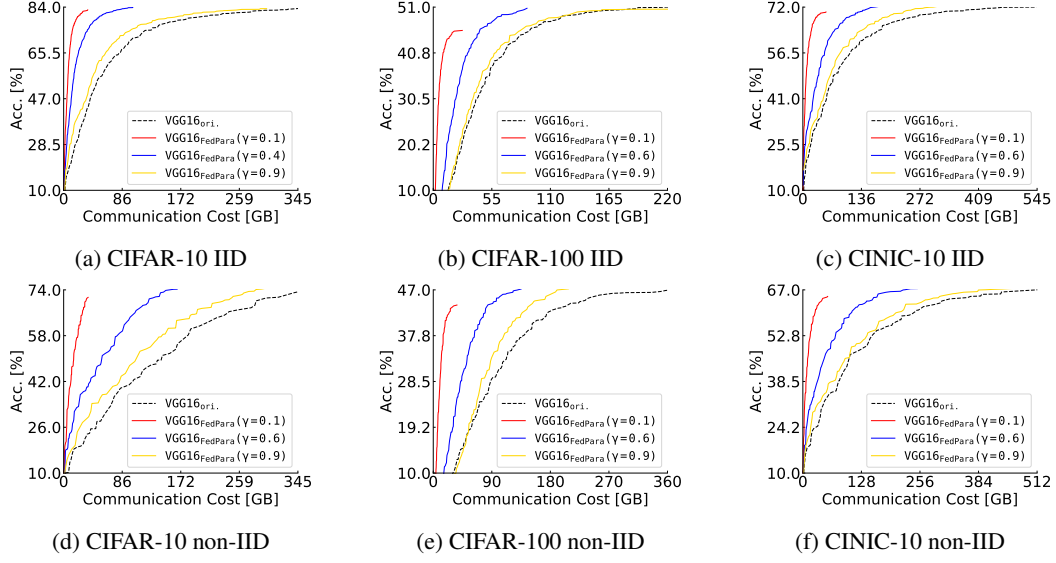 84.0
65.5
47.0
28.5
10.0
Acc. [%]
VGG16ori.
VGG16FedPara(γ=0.1)
VGG16FedPara(γ=0.4)
VGG16FedPara(γ=0.9)
0 86 172 259 345
Communication Cost [GB]
(a) CIFAR-10 IID
51.0
40.8
30.5
20.2
10.0
Acc. [%]
VGG16ori.
VGG16FedPara(γ=0.1)
VGG16FedPara(γ=0.6)
VGG16FedPara(γ=0.9)
0 55 110 165 220
Communication Cost [GB]
(b) CIFAR-100 IID
72.0
56.5
41.0
25.5
10.0
Acc. [%]
VGG16ori.
VGG16FedPara(γ=0.1)
VGG16FedPara(γ=0.6)
VGG16FedPara(γ=0.9)
0 136 272 409 545
Communication Cost [GB]
(c) CINIC-10 IID
74.0
58.0
42.0
26.0
10.0
Acc. [%]
VGG16ori.
VGG16FedPara(γ=0.1)
VGG16FedPara(γ=0.6)
VGG16FedPara(γ=0.9)
0 86 172 259 345
Communication Cost [GB]
(d) CIFAR-10 non-IID
47.0
37.8
28.5
19.2
10.0
Acc. [%]
VGG16ori.
VGG16FedPara(γ=0.1)
VGG16FedPara(γ=0.6)
VGG16FedPara(γ=0.9)
0 90 180 270 360
Communication Cost [GB]
(e) CIFAR-100 non-IID
67.0
52.8
38.5
24.2
10.0
Acc. [%]
VGG16ori.
VGG16FedPara(γ=0.1)
VGG16FedPara(γ=0.6)
VGG16FedPara(γ=0.9)
0 128 256 384 512
Communication Cost [GB]
(f) CINIC-10 non-IID